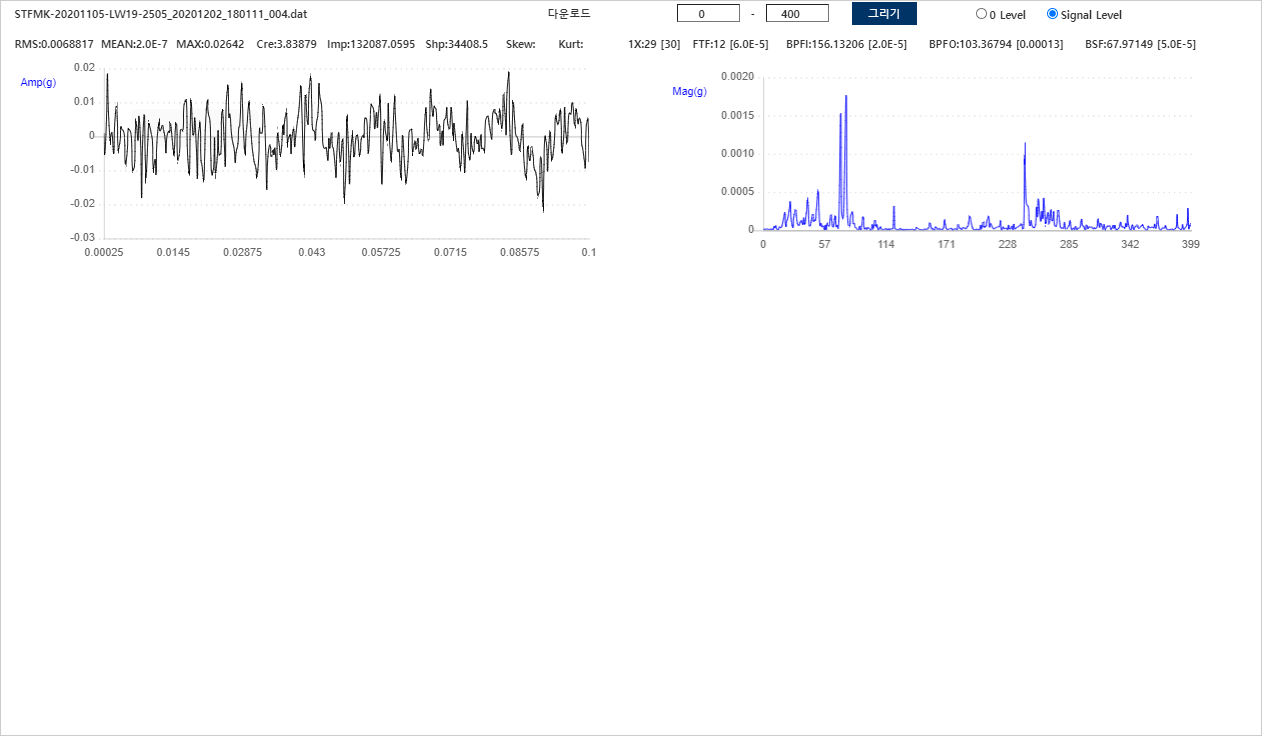 STFMK-20201105-LW19-2505_20201202_180111_004.dat 다운로드 0 - 400 그리기 0 Level Signal Level
RMS:0.0068817 MEAN:2.0E-7 MAX:0.02642 Cre:3.83879 Imp:132087.0595 Shp:34408.5 Skew: Kurt: 1X:29 [30] FTF:12 [6.0E-5] BPFI:156.13206 [2.0E-5] BPFO:103.36794 [0.00013] BSF:67.97149 [5.0E-5]
Amp(g)
0.02
0.01
0
-0.01
-0.02
-0.03
0.00025 0.0145 0.02875 0.043 0.05725 0.0715 0.08575 0.1
Mag(g)
0.0020
0.0015
0.0010
0.0005
0
0 57 114 171 228 285 342 399